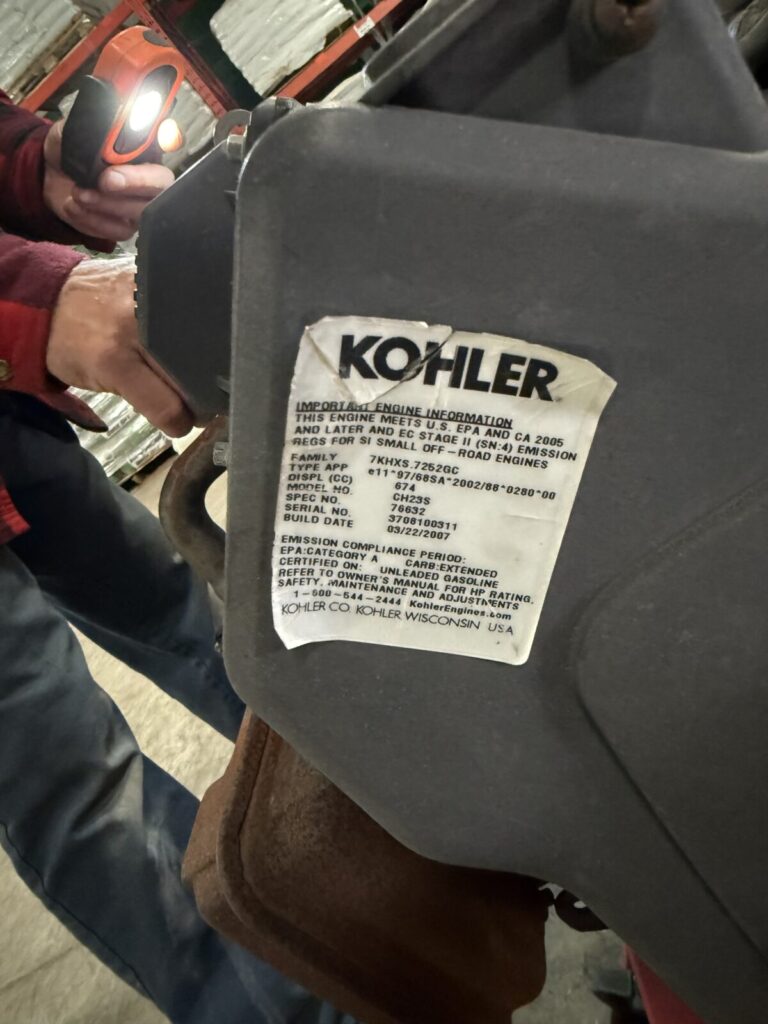 KOHLER
IMPORTANT ENGINE INFORMATION
THIS ENGINE MEETS U.S. EPA AND CA 2005
AND LATER AND EC STAGE II (SN:4) EMISSION
REGS FOR SI SMALL OFF-ROAD ENGINES
FAMILY 7KHXS.7252GC
TYPE APP e11*97/68SA*2002/88*0280*00
DISPL (CC) 674
MODEL NO. CH23S
SPEC NO. 76632
SERIAL NO. 3708100311
BUILD DATE 03/22/2007
EMISSION COMPLIANCE PERIOD:
EPA:CATEGORY A CARB:EXTENDED
CERTIFIED ON: UNLEADED GASOLINE
REFER TO OWNER'S MANUAL FOR HP RATING,
SAFETY, MAINTENANCE AND ADJUSTMENTS
1-800-544-2444 KohlerEngines.com
KOHLER CO. KOHLER WISCONSIN USA